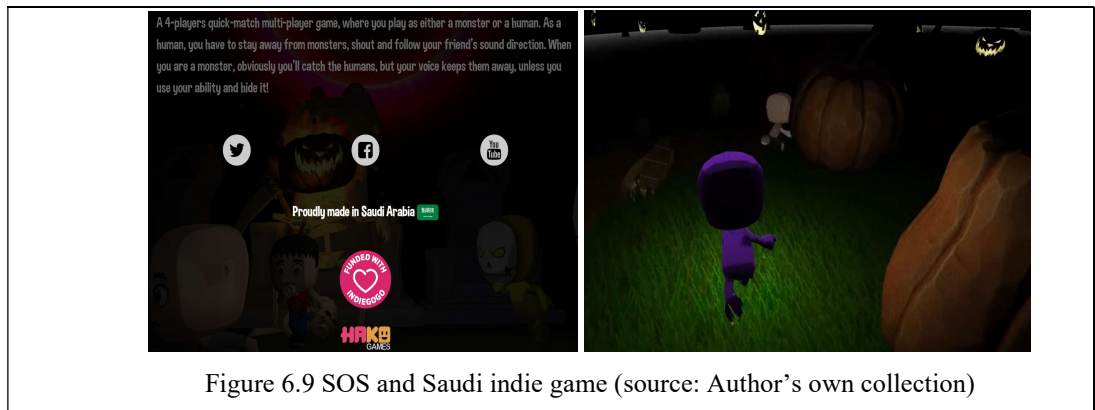 A 4-players quick-match multi-player game, where you play as either a monster or a human. As a
human, you have to stay away from monsters, shout and follow your friend's sound direction. When
you are a monster, obviously you'll catch the humans, but your voice keeps them away, unless you
use your ability and hide it!
You
Tube
Proudly made in Saudi Arabia
FUNDED WITH
INDIEGOGO
HAKO
GAMES
Figure 6.9 SOS and Saudi indie game (source: Author's own collection)